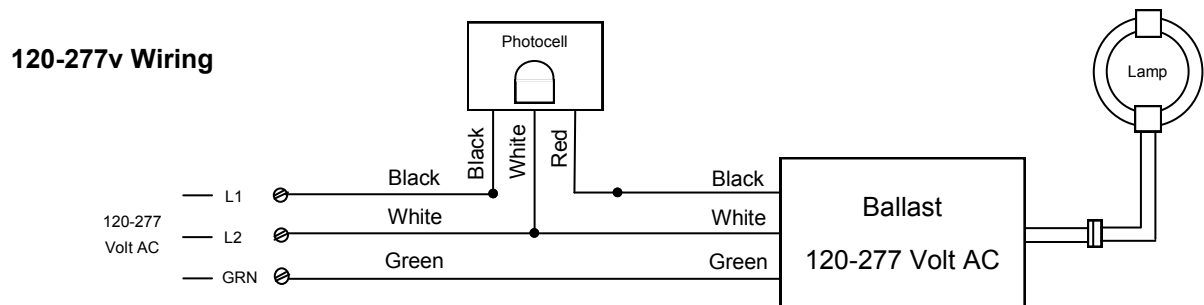 120-277v Wiring
Photocell
Lamp
Black
White
Red
L1
Black
Black
120-277
Volt AC
L2
White
White
GRN
Green
Green
Ballast
120-277 Volt AC